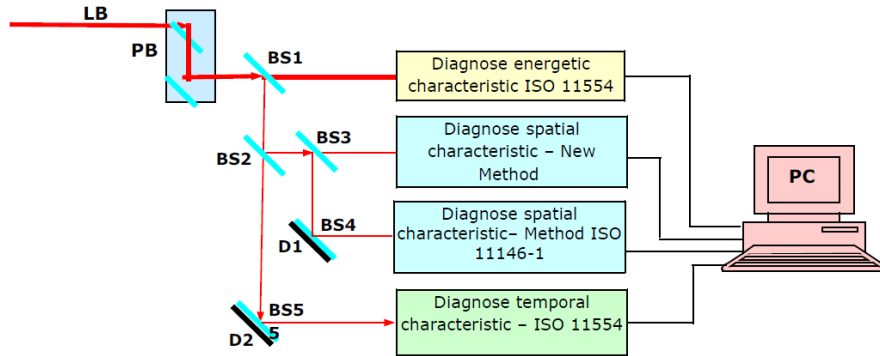 LB
PB
BS1
Diagnose energetic
characteristic ISO 11554
BS2
BS3
Diagnose spatial
characteristic – New
Method
PC
D1
BS4
Diagnose spatial
characteristic– Method ISO
11146-1
D2
BS5
5
Diagnose temporal
characteristic – ISO 11554